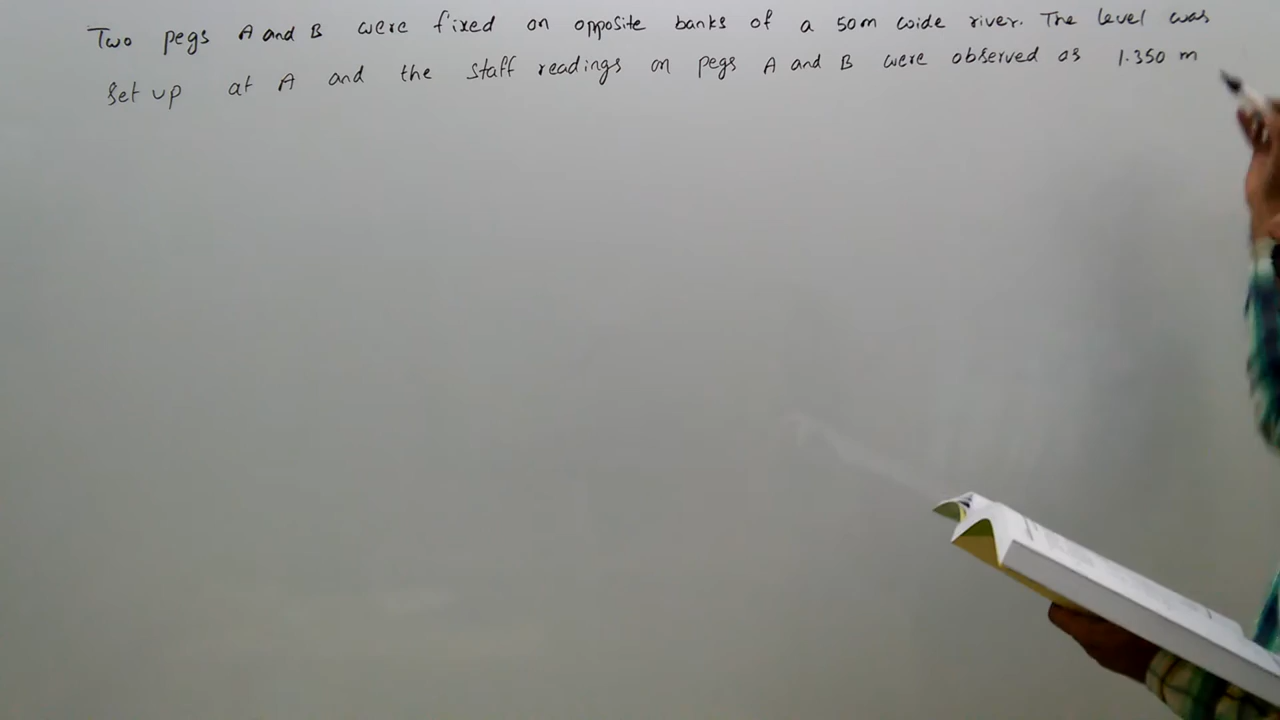 Two pegs A and B were fixed on opposite banks of a 50m wide river. The level was
set up at A and the staff readings on pegs A and B were observed as 1.350 m